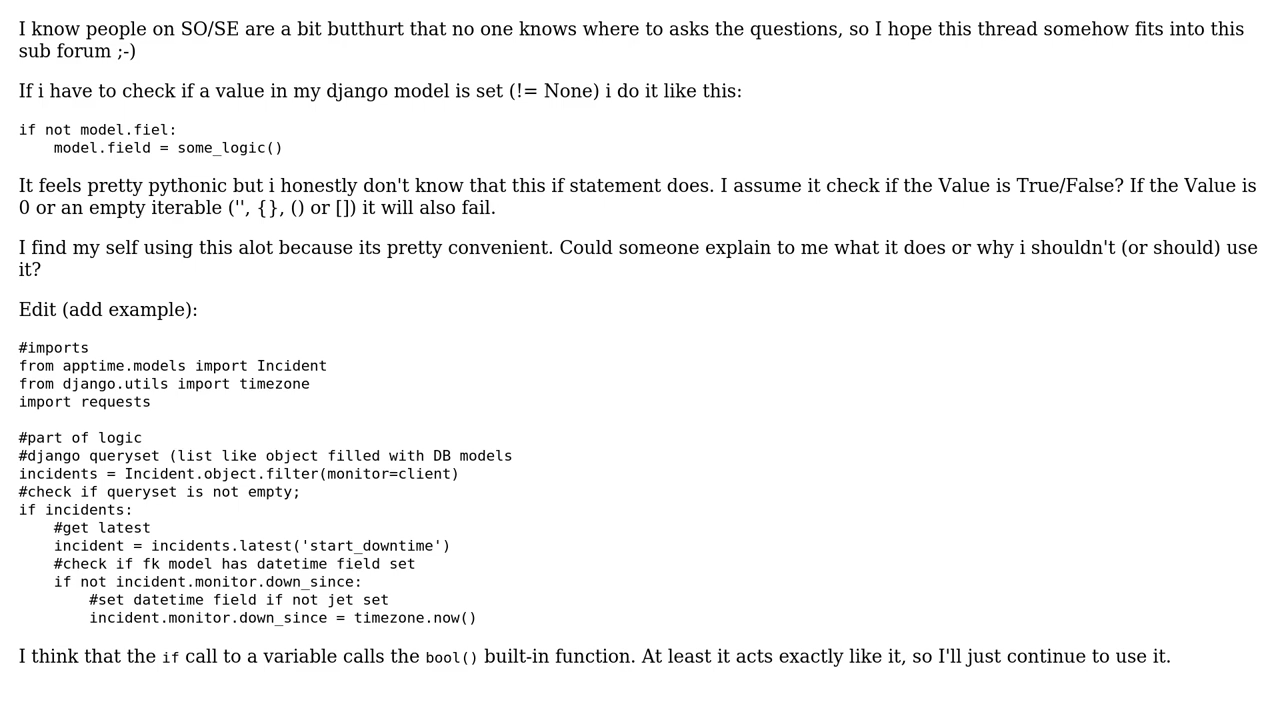 I know people on SO/SE are a bit butthurt that no one knows where to asks the questions, so I hope this thread somehow fits into this
sub forum ;-)
If i have to check if a value in my django model is set (!= None) i do it like this:
if not model.fiel:
    model.field = some_logic()
It feels pretty pythonic but i honestly don't know that this if statement does. I assume it check if the Value is True/False? If the Value is
0 or an empty iterable ('', {}, () or []) it will also fail.
I find my self using this alot because its pretty convenient. Could someone explain to me what it does or why i shouldn't (or should) use
it?
Edit (add example):
#imports
from apptime.models import Incident
from django.utils import timezone
import requests
#part of logic
#django queryset (list like object filled with DB models
incidents = Incident.object.filter(monitor=client)
#check if queryset is not empty;
if incidents:
    #get latest
    incident = incidents.latest('start_downtime')
    #check if fk model has datetime field set
    if not incident.monitor.down_since:
        #set datetime field if not jet set
        incident.monitor.down_since = timezone.now()
I think that the if call to a variable calls the bool() built-in function. At least it acts exactly like it, so I'll just continue to use it.